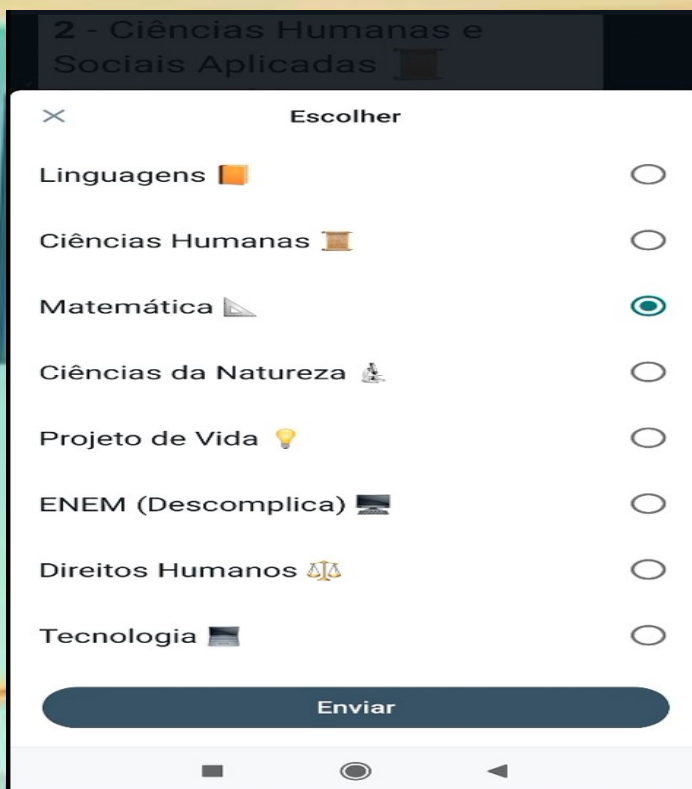 2 - Ciências Humanas e
Sociais Aplicadas
Escolher
Linguagens
Ciências Humanas
Matemática
Ciências da Natureza
Projeto de Vida
ENEM (Descomplica)
Direitos Humanos
Tecnologia
Enviar